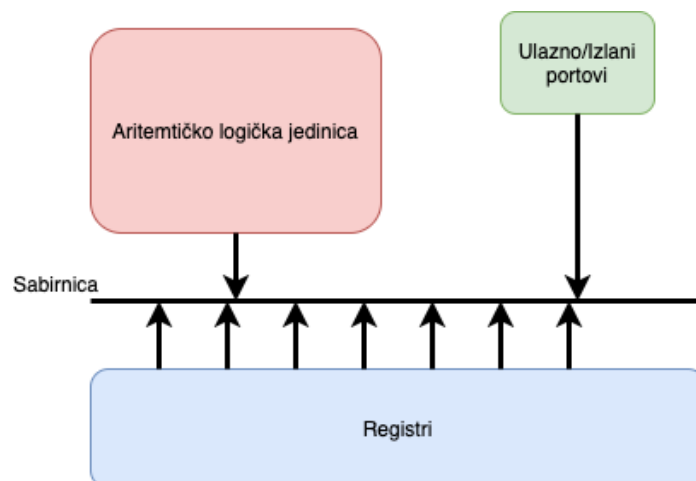 Ulazno/Izlani
portovi
Aritemtičko logička jedinica
Sabirnica
Registri